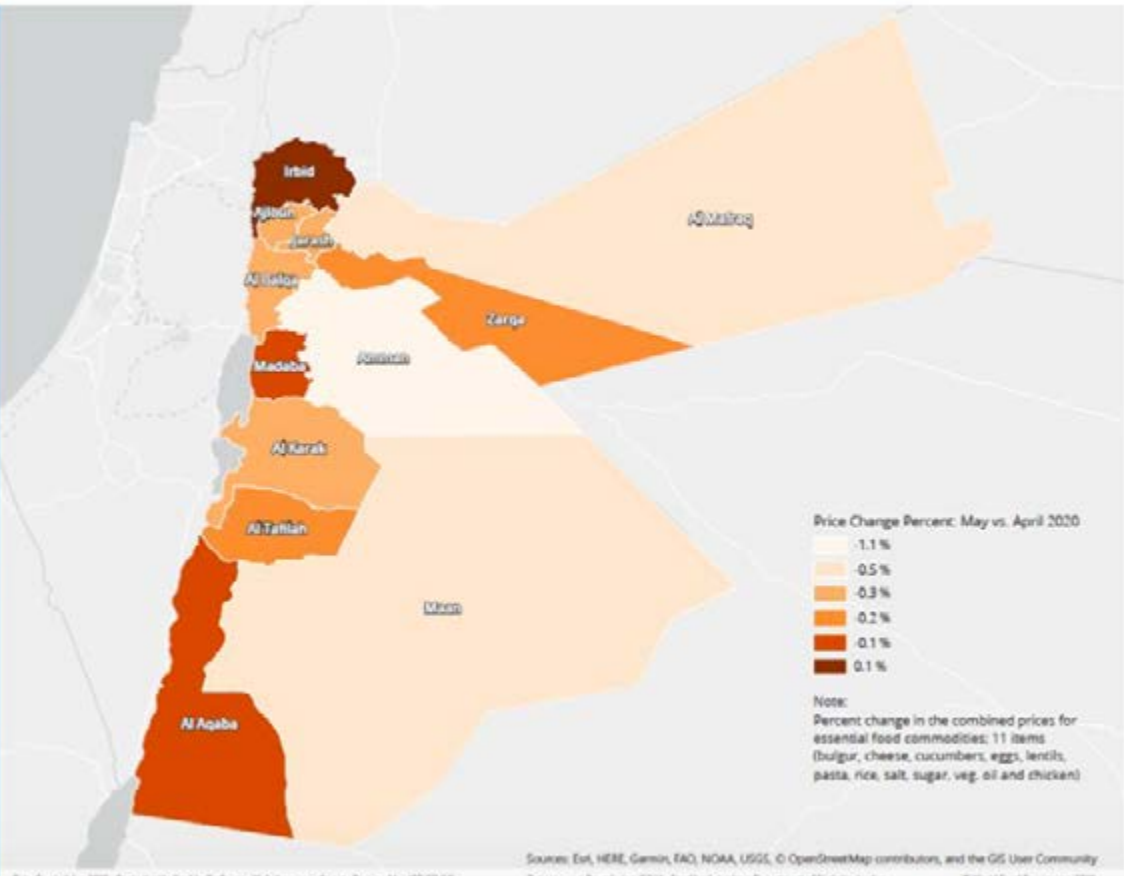 Irbid
Ajloun
Jarash
Al Mafraq
Al Balqa
Zarqa
Amman
Madaba
Al Karak
Al Tafilah
Maan
Al Aqaba
Price Change Percent: May vs. April 2020
-1.1 %
-0.5 %
-0.3 %
-0.2 %
-0.1 %
0.1 %
Note:
Percent change in the combined prices for
essential food commodities: 11 items
(bulgur, cheese, cucumbers, eggs, lentils,
pasta, rice, salt, sugar, veg. oil and chicken)
Sources: Esri, HERE, Garmin, FAO, NOAA, USGS, © OpenStreetMap contributors, and the GIS User Community